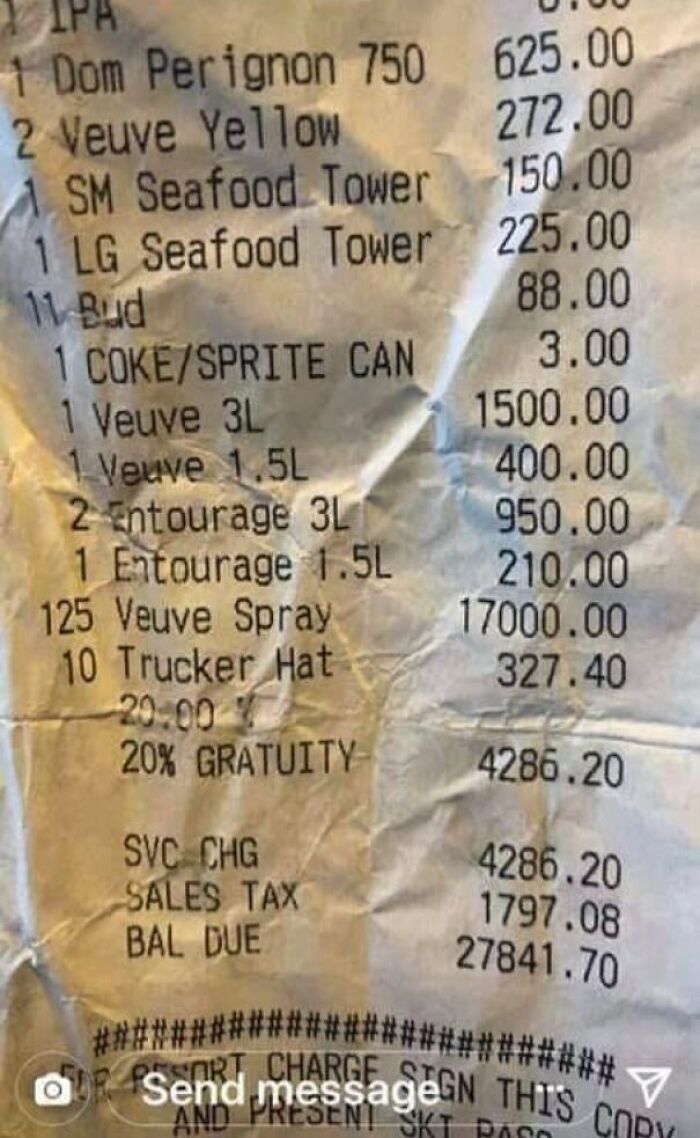 1 IPA
1 Dom Perignon 750 625.00
2 Veuve Yellow 272.00
1 SM Seafood Tower 150.00
1 LG Seafood Tower 225.00
11 Bud 88.00
1 COKE/SPRITE CAN 3.00
1 Veuve 3L 1500.00
1 Veuve 1.5L 400.00
2 Entourage 3L 950.00
1 Entourage 1.5L 210.00
125 Veuve Spray 17000.00
10 Trucker Hat 327.40
20.00 %
20% GRATUITY 4286.20
SVC CHG 4286.20
SALES TAX 1797.08
BAL DUE 27841.70
###########################
FOR RESORT CHARGE SIGN THIS COPY
Send message
AND PRESENT SKI PASS